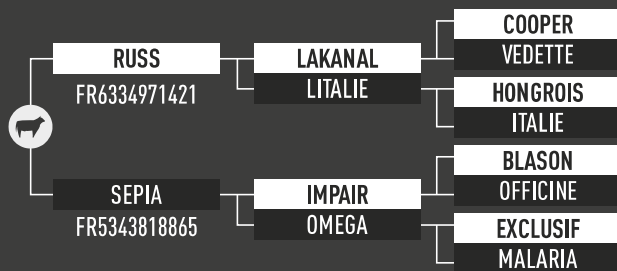 RUSS
FR6334971421
LAKANAL
LITALIE
COOPER
VEDETTE
HONGROIS
ITALIE
SEPIA
FR5343818865
IMPAIR
OMEGA
BLASON
OFFICINE
EXCLUSIF
MALARIA